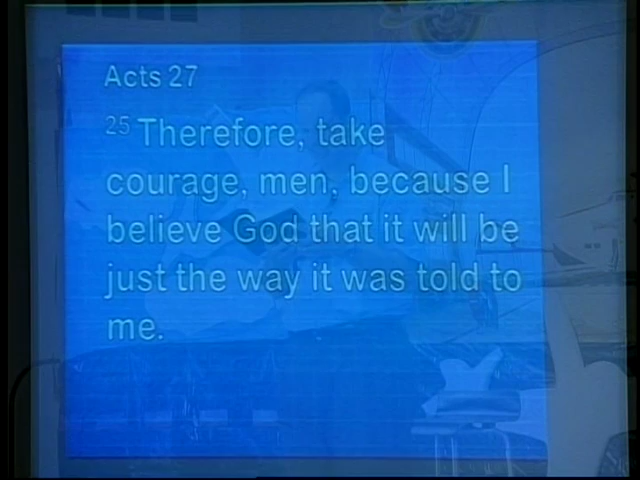 Acts 27
25 Therefore, take
courage, men, because I
believe God that it will be
just the way it was told to
me.